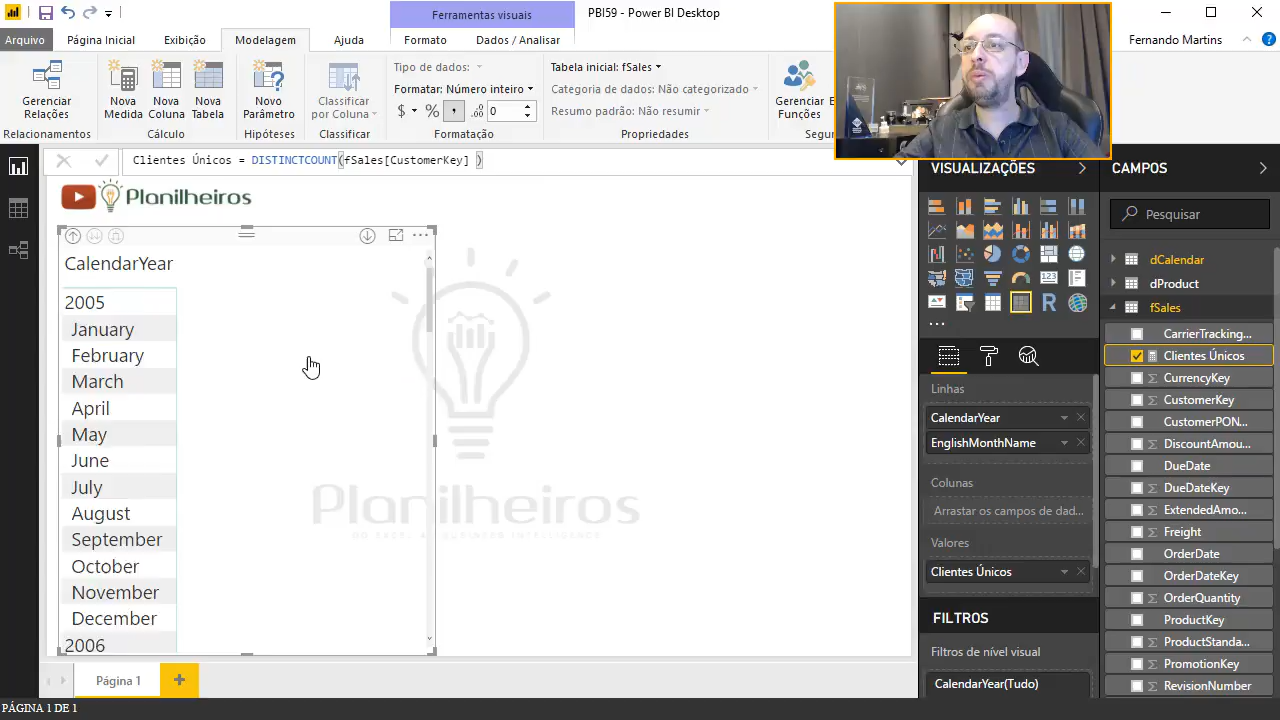 Ferramentas visuais
PBI59 - Power BI Desktop
Arquivo
Página Inicial
Exibição
Modelagem
Ajuda
Formato
Dados / Analisar
Fernando Martins
Gerenciar Relações
Nova Medida
Nova Coluna
Nova Tabela
Novo Parâmetro
Classificar por Coluna
Tipo de dados:
Formatar: Número inteiro
$ % , 0
Tabela inicial: fSales
Categoria de dados: Não categorizado
Resumo padrão: Não resumir
Gerenciar Funções
Relacionamentos
Cálculo
Hipóteses
Classificar
Formatação
Propriedades
Segur
Clientes Únicos = DISTINCTCOUNT(fSales[CustomerKey] )
Planilheiros
CalendarYear
2005
January
February
March
April
May
June
July
August
September
October
November
December
2006
Planilheiros
DO EXCEL AO BUSINESS INTELLIGENCE
VISUALIZAÇÕES
Linhas
CalendarYear
EnglishMonthName
Colunas
Arrastar os campos de dad...
Valores
Clientes Únicos
FILTROS
Filtros de nível visual
CalendarYear(Tudo)
CAMPOS
Pesquisar
dCalendar
dProduct
fSales
CarrierTracking...
Clientes Únicos
CurrencyKey
CustomerKey
CustomerPON...
DiscountAmou...
DueDate
DueDateKey
ExtendedAmo...
Freight
OrderDate
OrderDateKey
OrderQuantity
ProductKey
ProductStanda...
PromotionKey
RevisionNumber
Página 1
PÁGINA 1 DE 1